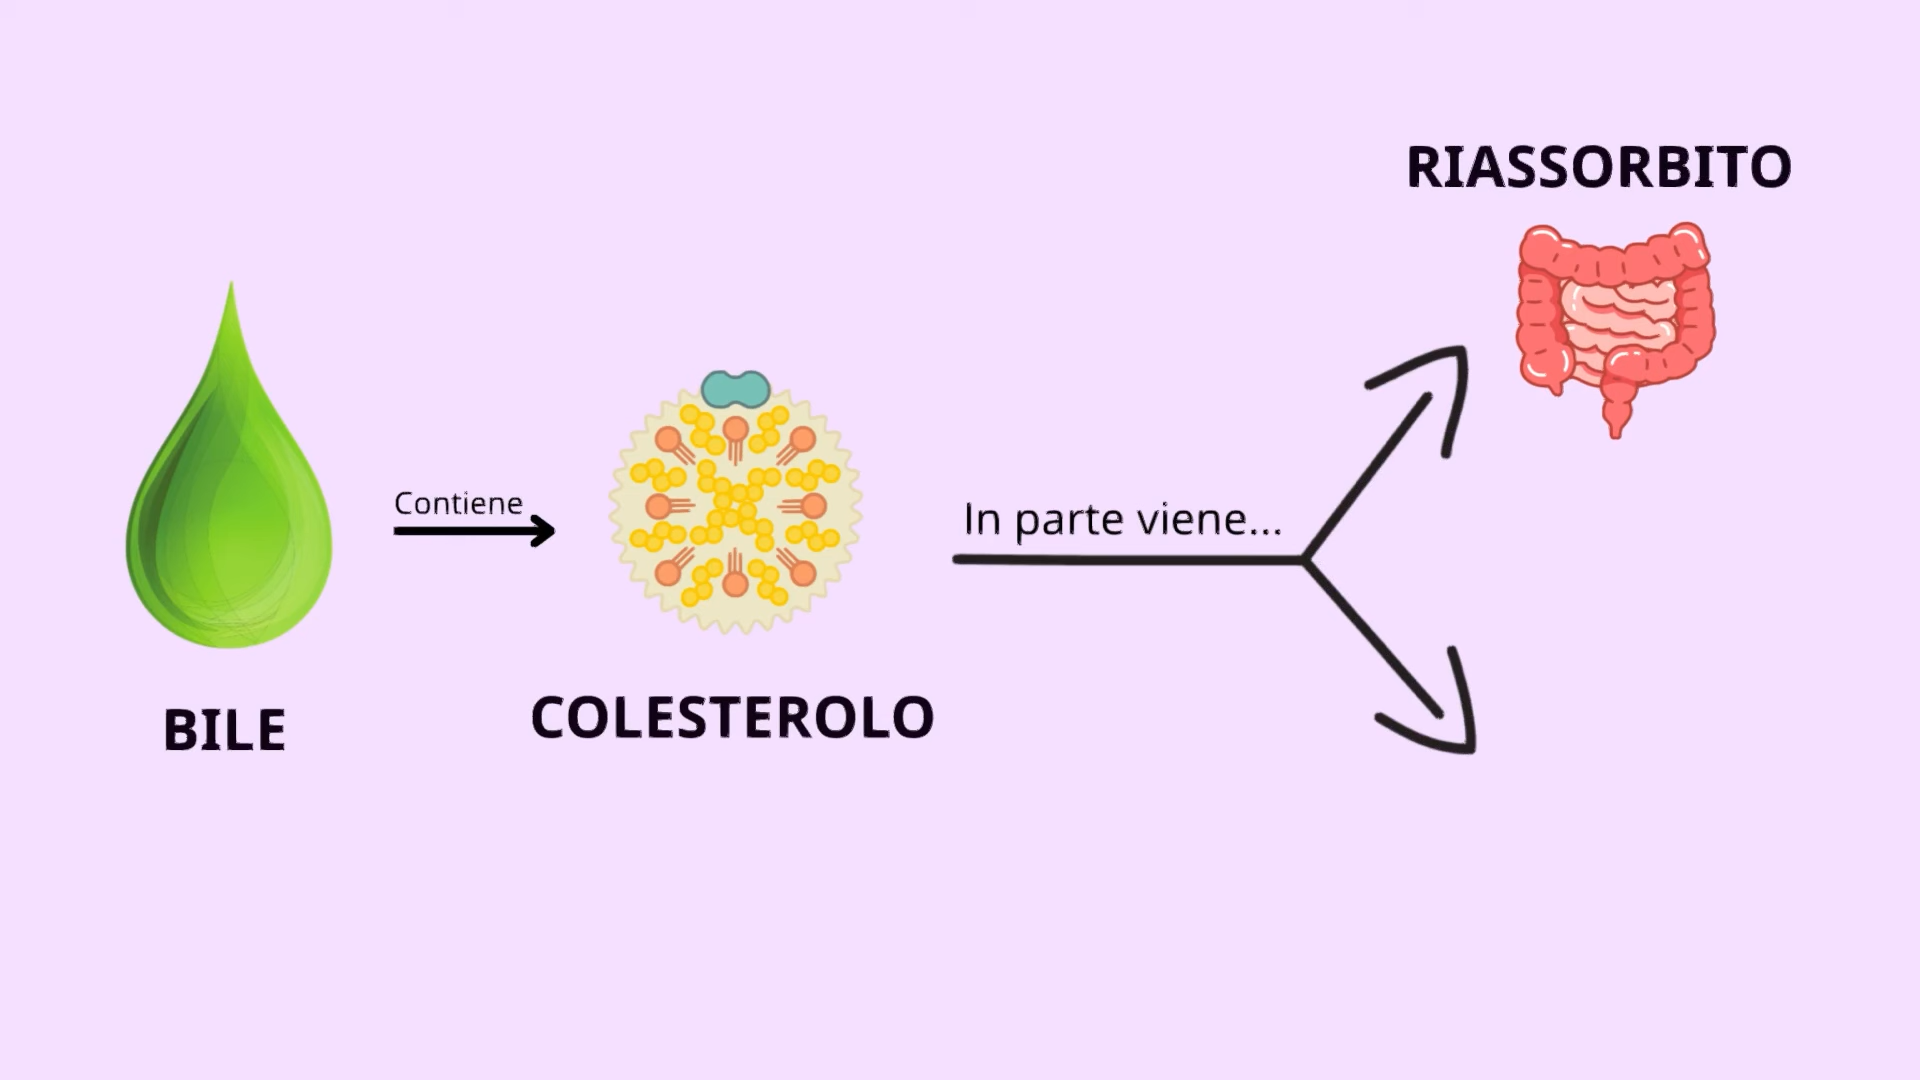 RIASSORBITO
Contiene
In parte viene...
BILE
COLESTEROLO